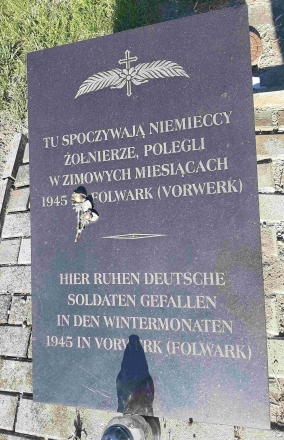 TU SPOCZYWAJĄ NIEMIECCY
ŻOŁNIERZE, POLEGLI
W ZIMOWYCH MIESIĄCACH
1945 FOLWARK (VORWERK)
HIER RUHEN DEUTSCHE
SOLDATEN GEFALLEN
IN DEN WINTERMONATEN
1945 IN VORWERK (FOLWARK)